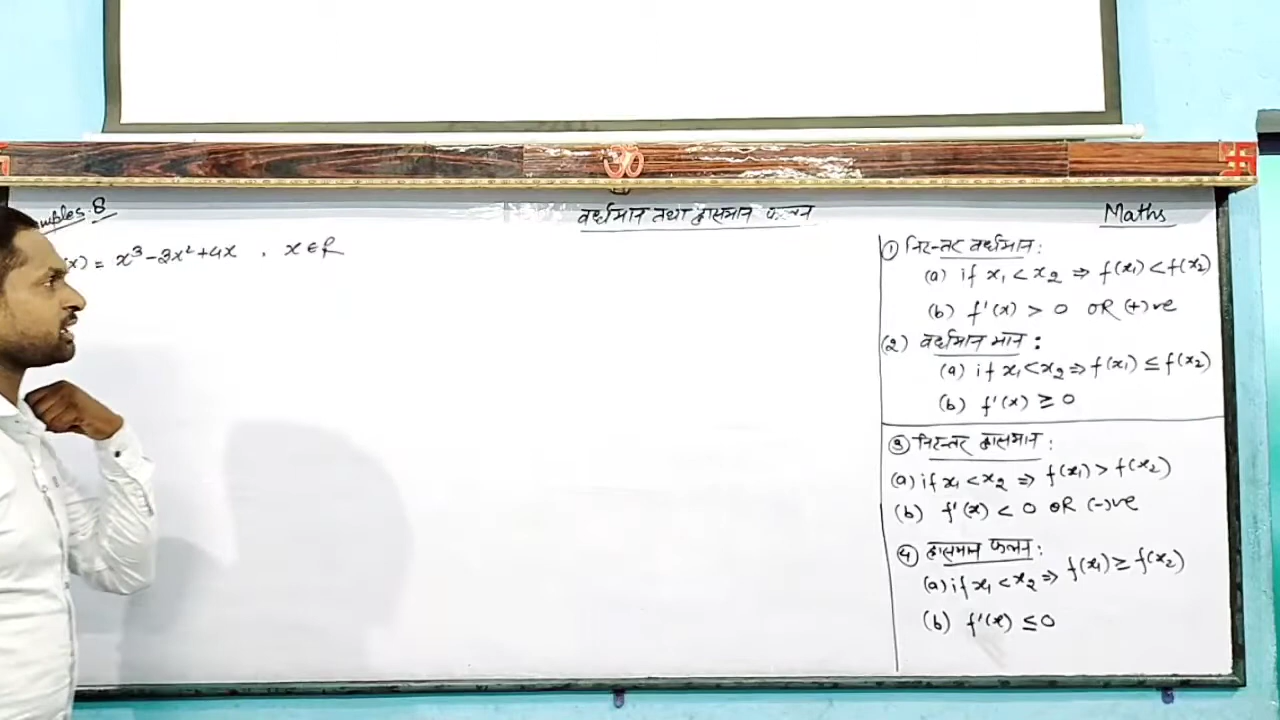 mples.8
वर्धमान तथा ह्रासमान फलन
Maths
(x) = x³-3x²+4x , x∈R
① निरन्तर वर्धमान:
(a) if x₁ < x₂ ⇒ f(x₁) < f(x₂)
(b) f'(x) > 0 OR (+)ve
(2) वर्धमान मान:
(a) if x₁ < x₂ ⇒ f(x₁) ≤ f(x₂)
(b) f'(x) ≥ 0
③ निरन्तर ह्रासमान:
(a) if x₁ < x₂ ⇒ f(x₁) > f(x₂)
(b) f'(x) < 0 OR (-)ve
④ ह्रासमान फलन:
(a) if x₁ < x₂ ⇒ f(x₁) ≥ f(x₂)
(b) f'(x) ≤ 0